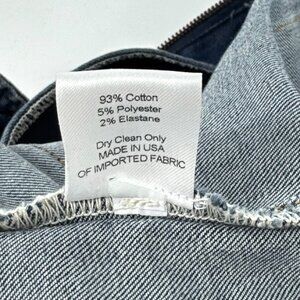 93% Cotton
5% Polyester
2% Elastane
Dry Clean Only
MADE IN USA
OF IMPORTED FABRIC